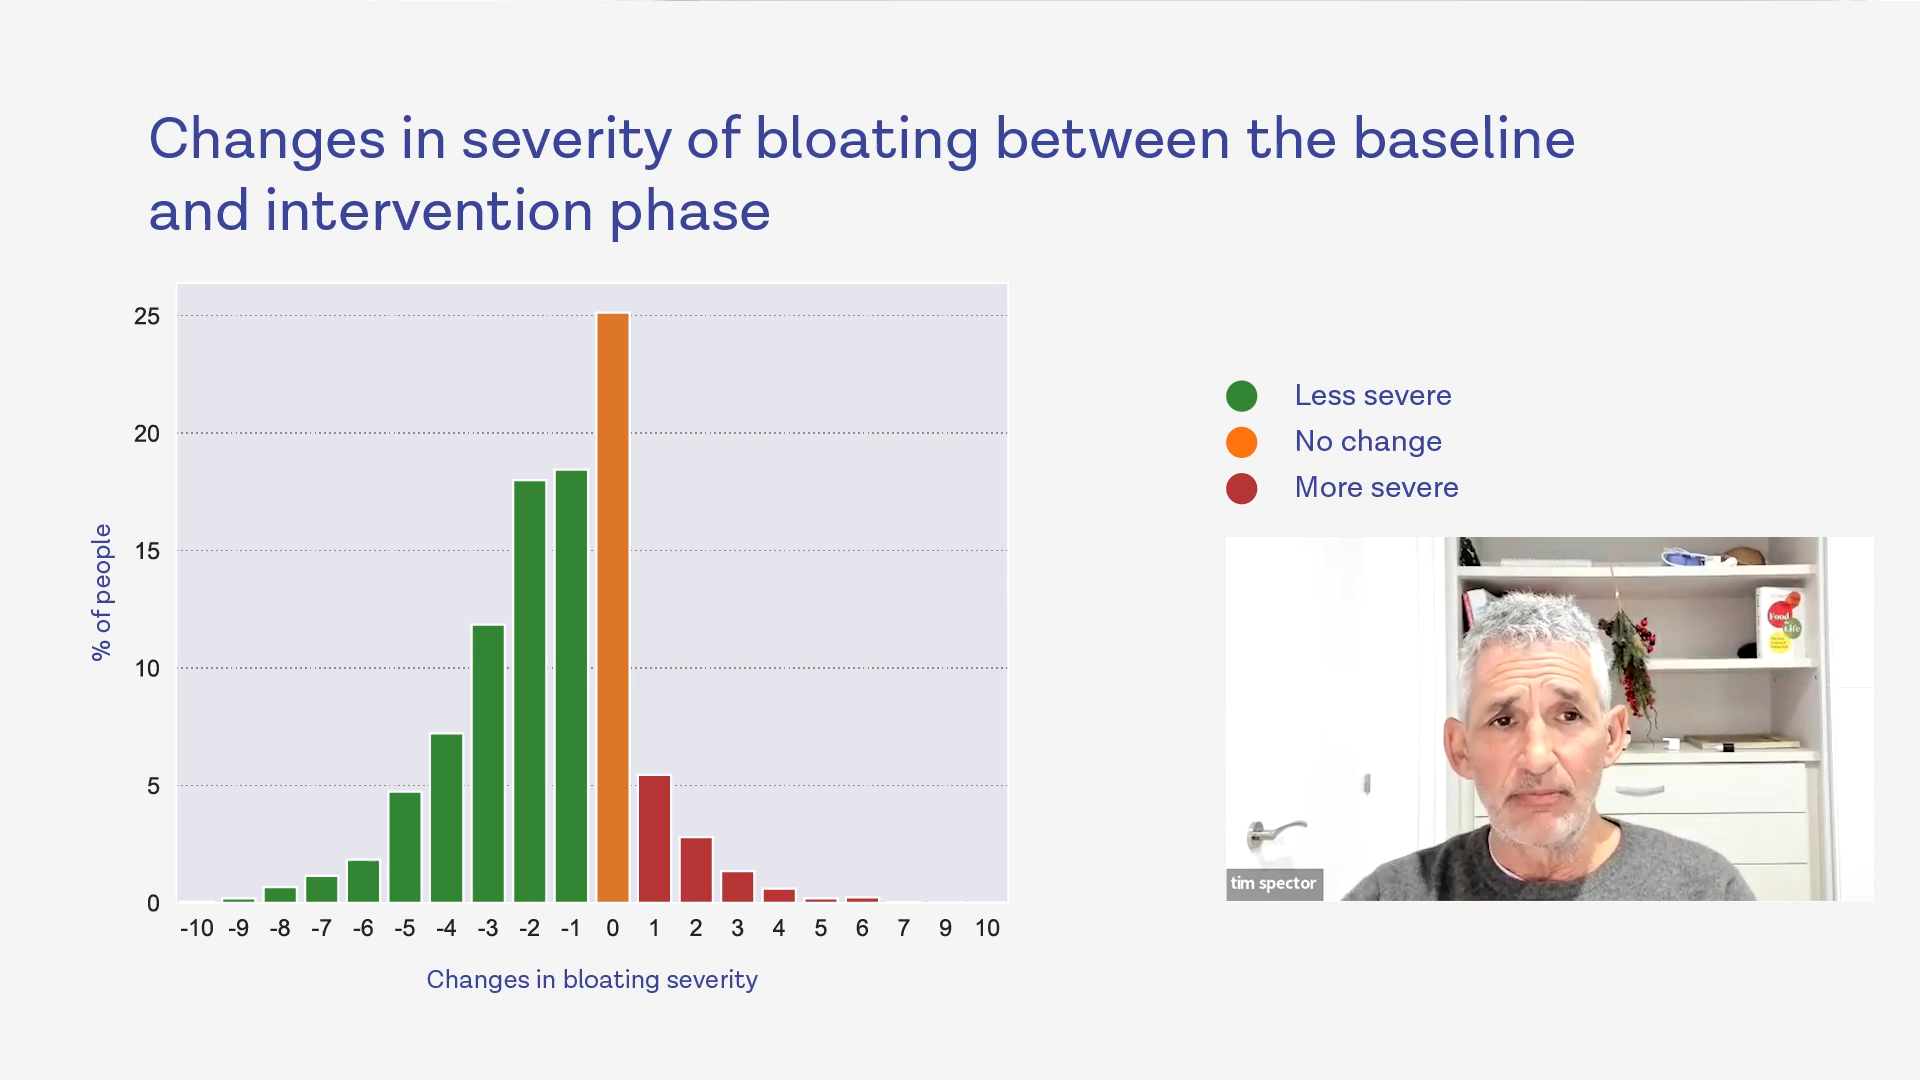 Changes in severity of bloating between the baseline
and intervention phase
25
20
15
10
5
0
% of people
-10 -9 -8 -7 -6 -5 -4 -3 -2 -1 0 1 2 3 4 5 6 7 9 10
Changes in bloating severity
Less severe
No change
More severe
Food
Life
tim spector